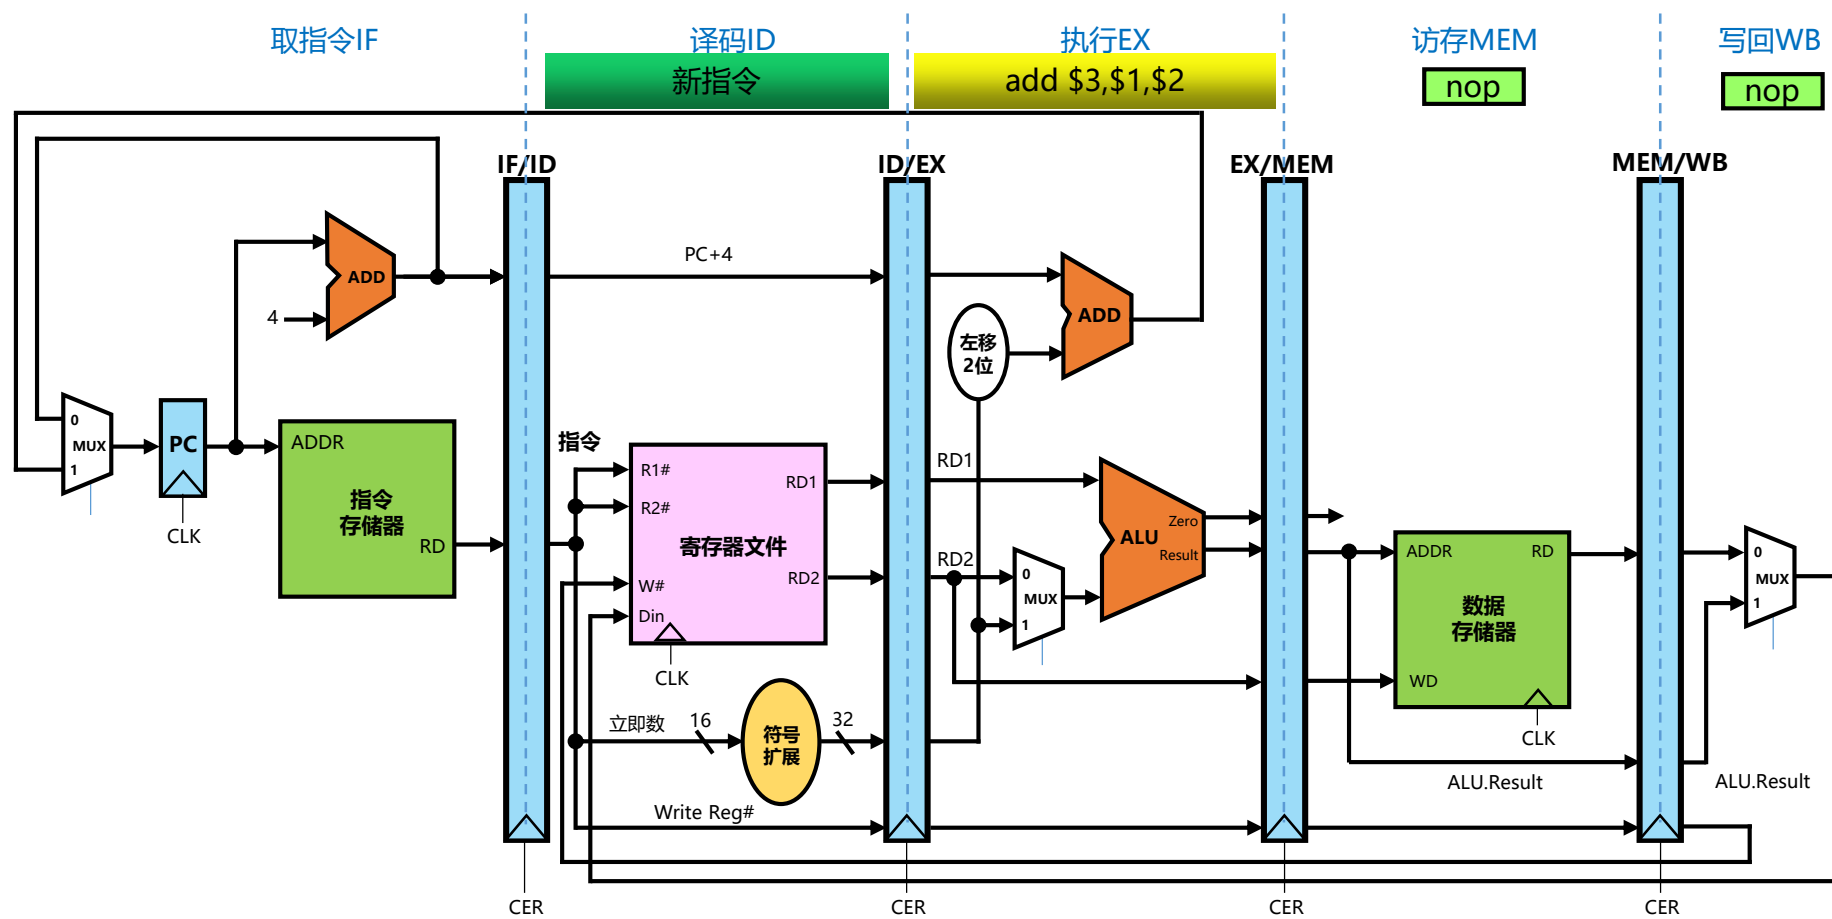 取指令IF
译码ID
执行EX
访存MEM
写回WB
新指令
add $3,$1,$2
nop
nop
IF/ID
ID/EX
EX/MEM
MEM/WB
ADD
4
PC+4
ADD
左移
2位
0
MUX
1
PC
CLK
ADDR
指令
存储器
RD
指令
R1#
R2#
寄存器文件
W#
Din
RD1
RD2
CLK
RD1
RD2
0
MUX
1
ALU
Zero
Result
ADDR
RD
数据
存储器
WD
CLK
0
MUX
1
立即数
16
符号
扩展
32
Write Reg#
ALU.Result
ALU.Result
CER
CER
CER
CER